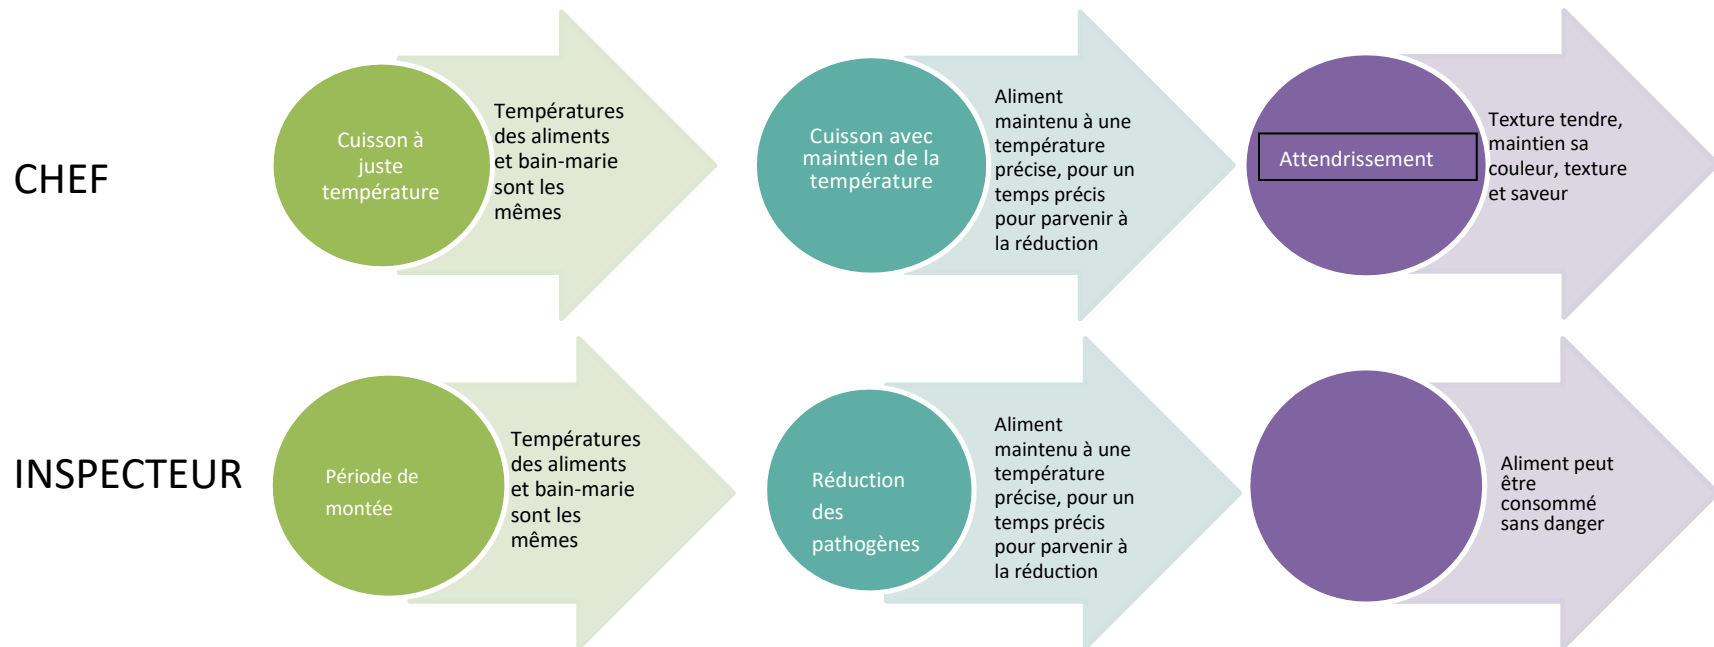 CHEF
Cuisson à
juste
température
Températures
des aliments
et bain-marie
sont les
mêmes
Cuisson avec
maintien de la
température
Aliment
maintenu à une
température
précise, pour un
temps précis
pour parvenir à
la réduction
Attendrissement
Texture tendre,
maintien sa
couleur, texture
et saveur
INSPECTEUR
Période de
montée
Températures
des aliments
et bain-marie
sont les
mêmes
Réduction
des
pathogènes
Aliment
maintenu à une
température
précise, pour un
temps précis
pour parvenir à
la réduction
Aliment peut
être
consommé
sans danger